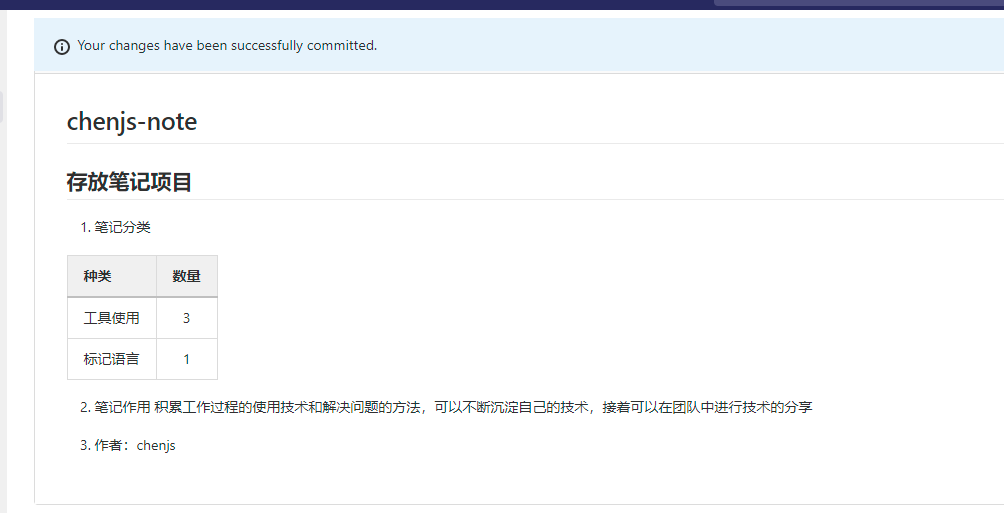 Your changes have been successfully committed.
chenjs-note
存放笔记项目
1. 笔记分类
种类 数量
工具使用 3
标记语言 1
2. 笔记作用 积累工作过程的使用技术和解决问题的方法，可以不断沉淀自己的技术，接着可以在团队中进行技术的分享
3. 作者：chenjs